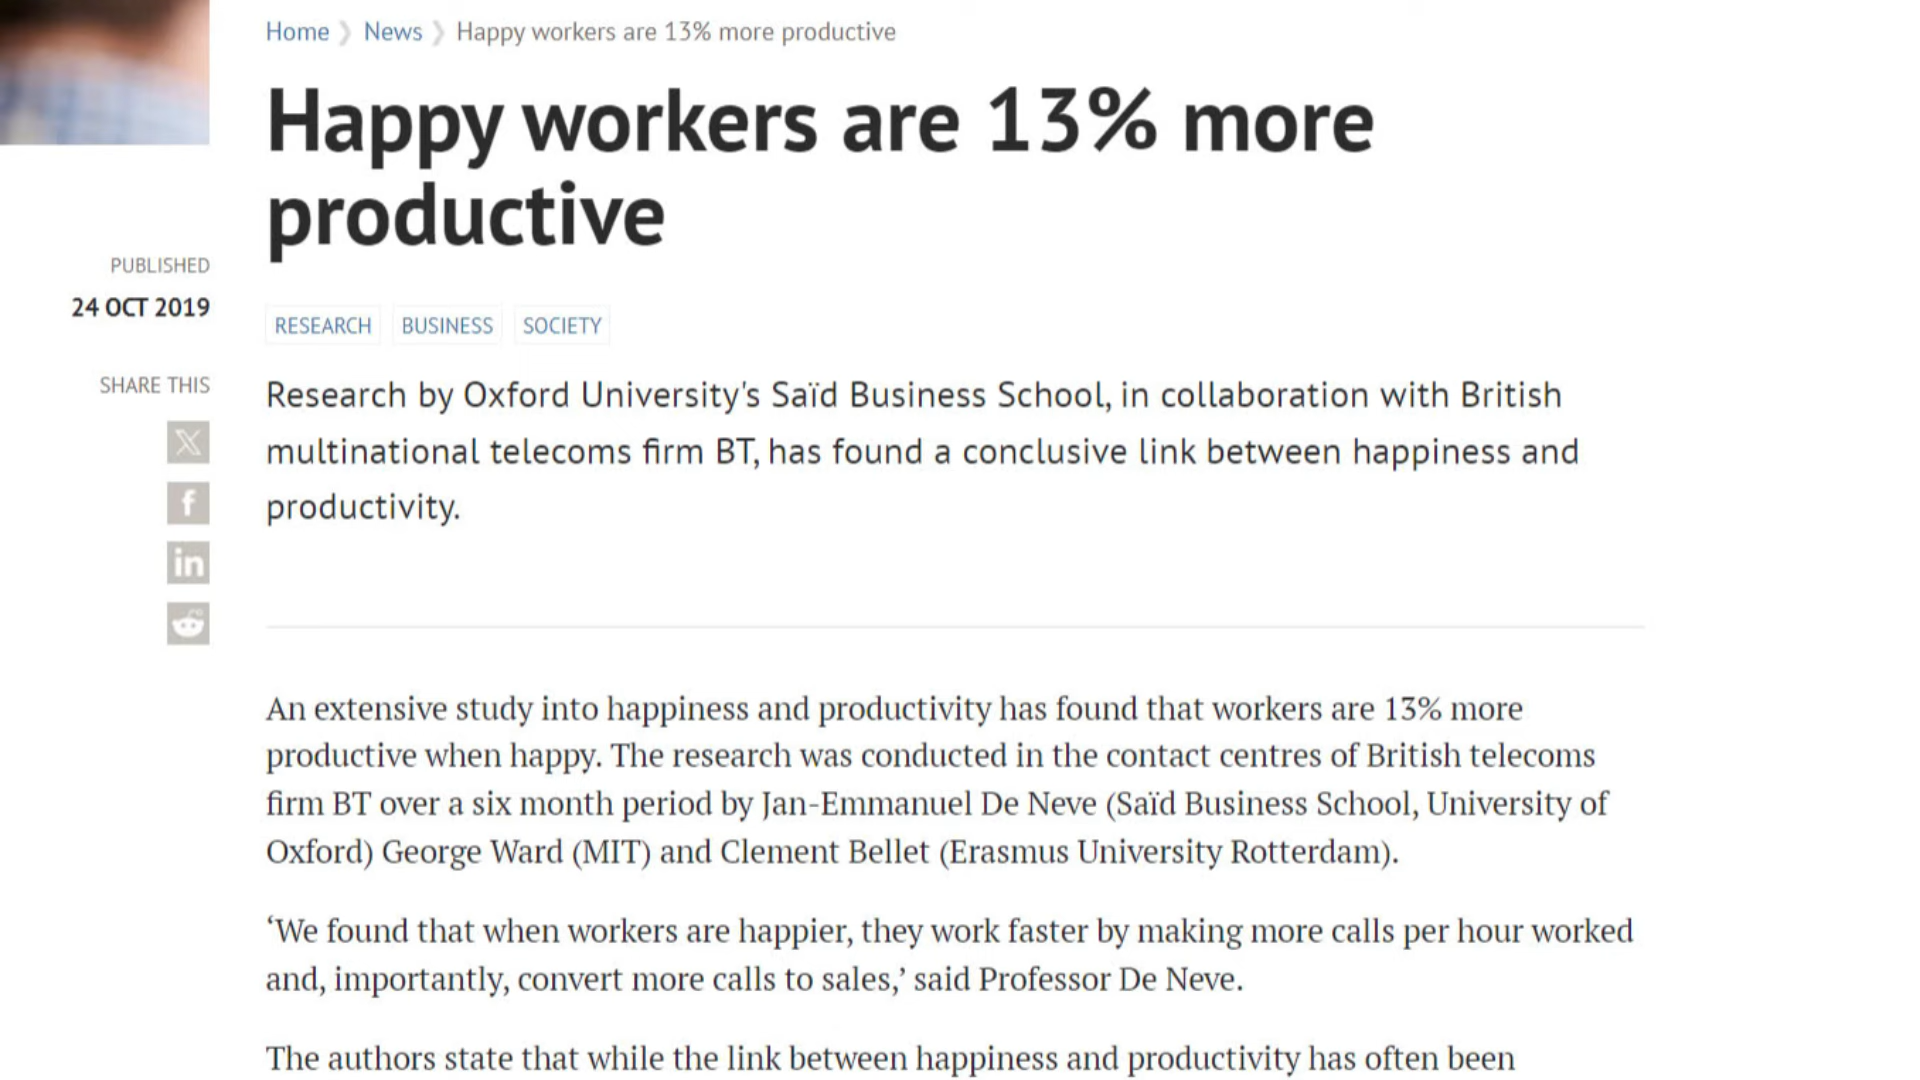 Home 〉 News 〉 Happy workers are 13% more productive
Happy workers are 13% more
productive
PUBLISHED
24 OCT 2019
RESEARCH BUSINESS SOCIETY
SHARE THIS
Research by Oxford University's Saïd Business School, in collaboration with British
multinational telecoms firm BT, has found a conclusive link between happiness and
productivity.
An extensive study into happiness and productivity has found that workers are 13% more
productive when happy. The research was conducted in the contact centres of British telecoms
firm BT over a six month period by Jan-Emmanuel De Neve (Saïd Business School, University of
Oxford) George Ward (MIT) and Clement Bellet (Erasmus University Rotterdam).
‘We found that when workers are happier, they work faster by making more calls per hour worked
and, importantly, convert more calls to sales,’ said Professor De Neve.
The authors state that while the link between happiness and productivity has often been